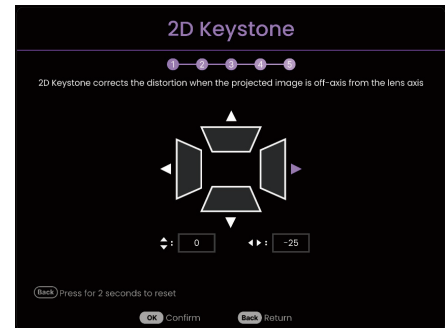 2D Keystone
1 2 3 4 5
2D Keystone corrects the distortion when the projected image is off-axis from the lens axis
: 0 : -25
Back Press for 2 seconds to reset
OK Confirm Back Return